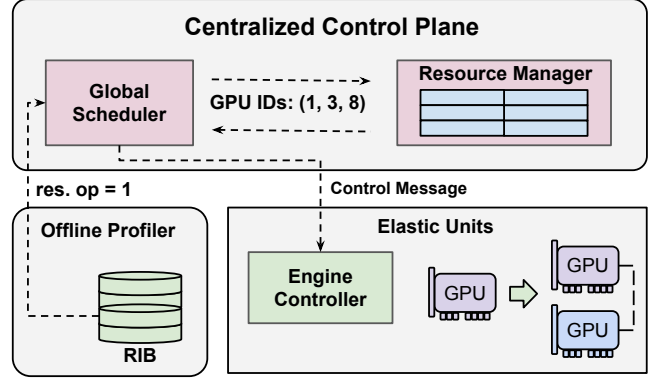 Centralized Control Plane
Global
Scheduler
GPU IDs: (1, 3, 8)
Resource Manager
res. op = 1
Control Message
Offline Profiler
RIB
Elastic Units
Engine
Controller
GPU
GPU
GPU